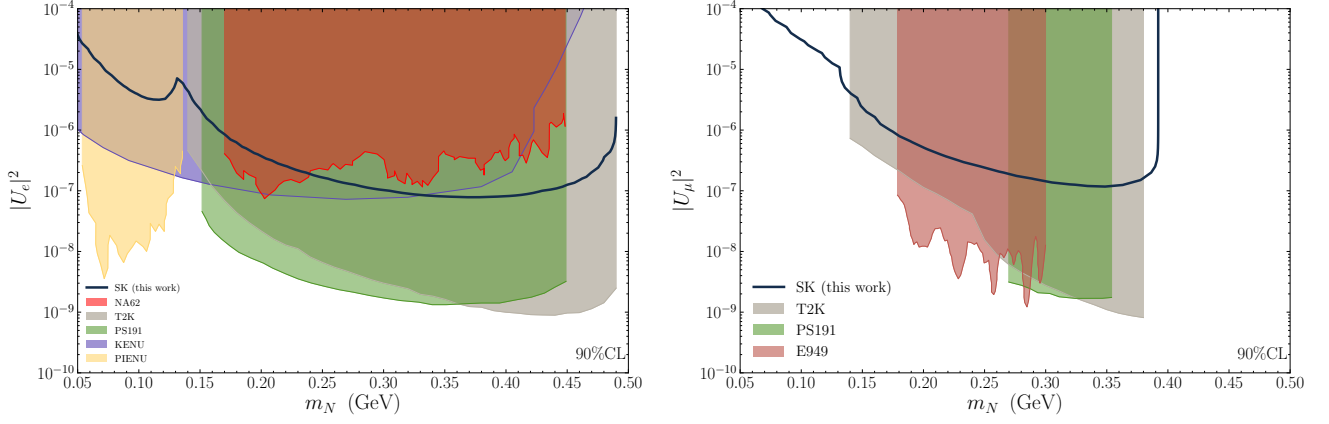 10⁻⁴
10⁻⁵
10⁻⁶
10⁻⁷
10⁻⁸
10⁻⁹
10⁻¹⁰
|U_e|²
SK (this work)
NA62
T2K
PS191
KENU
PIENU
90%CL
0.05 0.10 0.15 0.20 0.25 0.30 0.35 0.40 0.45 0.50
m_N (GeV)
10⁻⁴
10⁻⁵
10⁻⁶
10⁻⁷
10⁻⁸
10⁻⁹
10⁻¹⁰
|U_μ|²
SK (this work)
T2K
PS191
E949
90%CL
0.05 0.10 0.15 0.20 0.25 0.30 0.35 0.40 0.45 0.50
m_N (GeV)